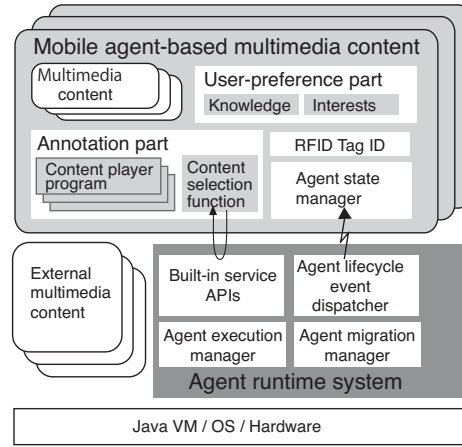 Mobile agent-based multimedia content
Multimedia
content
User-preference part
Knowledge
Interests
Annotation part
Content player
program
Content
selection
function
RFID Tag ID
Agent state
manager
External
multimedia
content
Built-in service
APIs
Agent lifecycle
event
dispatcher
Agent execution
manager
Agent migration
manager
Agent runtime system
Java VM / OS / Hardware